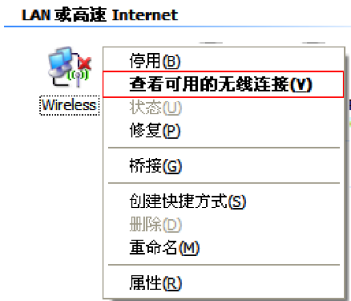 LAN 或高速 Internet
Wireless
停用(B)
查看可用的无线连接(V)
状态(U)
修复(P)
桥接(G)
创建快捷方式(S)
删除(D)
重命名(M)
属性(R)